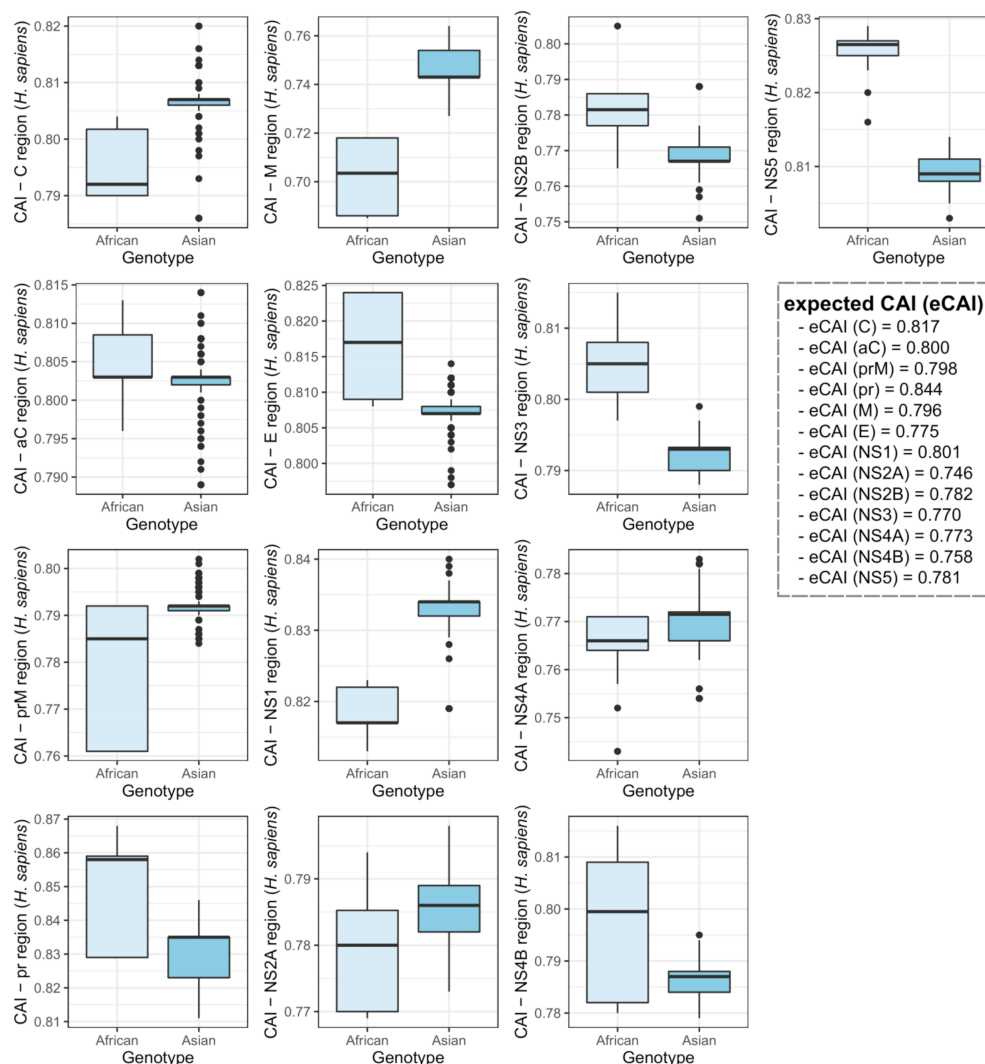 CAI − C region (H. sapiens)
0.82
0.81
0.80
0.79
African
Asian
Genotype
CAI − M region (H. sapiens)
0.76
0.74
0.72
0.70
African
Asian
Genotype
CAI − NS2B region (H. sapiens)
0.80
0.79
0.78
0.77
0.76
0.75
African
Asian
Genotype
CAI − NS5 region (H. sapiens)
0.83
0.82
0.81
African
Asian
Genotype
CAI − aC region (H. sapiens)
0.815
0.810
0.805
0.800
0.795
0.790
African
Asian
Genotype
CAI − E region (H. sapiens)
0.825
0.820
0.815
0.810
0.805
0.800
African
Asian
Genotype
CAI − NS3 region (H. sapiens)
0.81
0.80
0.79
African
Asian
Genotype
expected CAI (eCAI)
- eCAI (C) = 0.817
- eCAI (aC) = 0.800
- eCAI (prM) = 0.798
- eCAI (pr) = 0.844
- eCAI (M) = 0.796
- eCAI (E) = 0.775
- eCAI (NS1) = 0.801
- eCAI (NS2A) = 0.746
- eCAI (NS2B) = 0.782
- eCAI (NS3) = 0.770
- eCAI (NS4A) = 0.773
- eCAI (NS4B) = 0.758
- eCAI (NS5) = 0.781
CAI − prM region (H. sapiens)
0.80
0.79
0.78
0.77
0.76
African
Asian
Genotype
CAI − NS1 region (H. sapiens)
0.84
0.83
0.82
African
Asian
Genotype
CAI − NS4A region (H. sapiens)
0.78
0.77
0.76
0.75
African
Asian
Genotype
CAI − pr region (H. sapiens)
0.87
0.86
0.85
0.84
0.83
0.82
0.81
African
Asian
Genotype
CAI − NS2A region (H. sapiens)
0.79
0.78
0.77
African
Asian
Genotype
CAI − NS4B region (H. sapiens)
0.81
0.80
0.79
0.78
African
Asian
Genotype